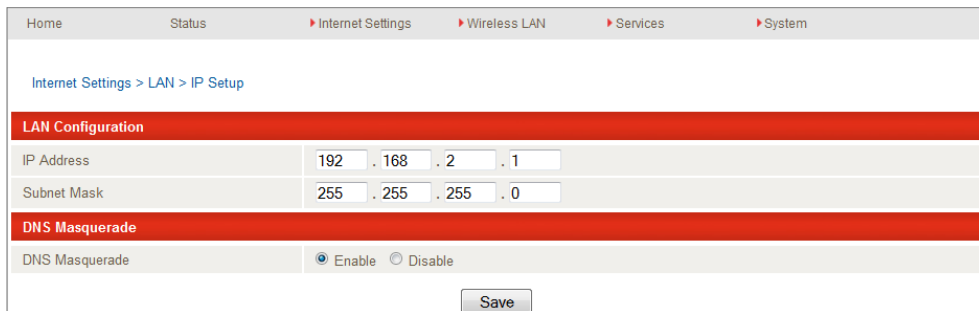 Home Status Internet Settings Wireless LAN Services System
Internet Settings > LAN > IP Setup
LAN Configuration
IP Address 192 . 168 . 2 . 1
Subnet Mask 255 . 255 . 255 . 0
DNS Masquerade
DNS Masquerade Enable Disable
Save